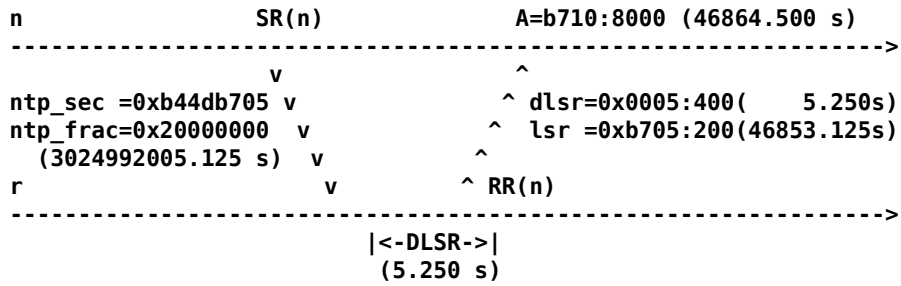 n                 SR(n)              A=b710:8000 (46864.500 s)
---------------------------------------------------------------->
                   v                 ^
ntp_sec =0xb44db705 v               ^ dlsr=0x0005:400(    5.250s)
ntp_frac=0x20000000  v             ^  lsr =0xb705:200(46853.125s)
  (3024992005.125 s)  v           ^
r                      v         ^ RR(n)
---------------------------------------------------------------->
                          |<-DLSR->|
                           (5.250 s)